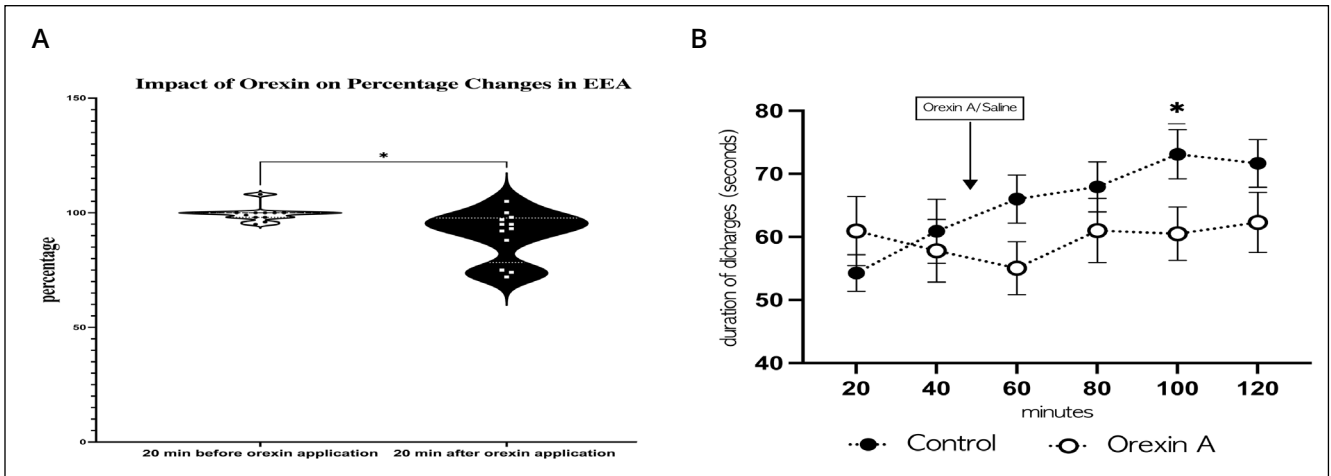 A
Impact of Orexin on Percentage Changes in EEA
150
*
100
50
0
percentage
20 min before orexin application 20 min after orexin application
B
Orexin A/Saline
*
80
70
60
50
40
duration of dicharges (seconds)
20 40 60 80 100 120
minutes
Control Orexin A